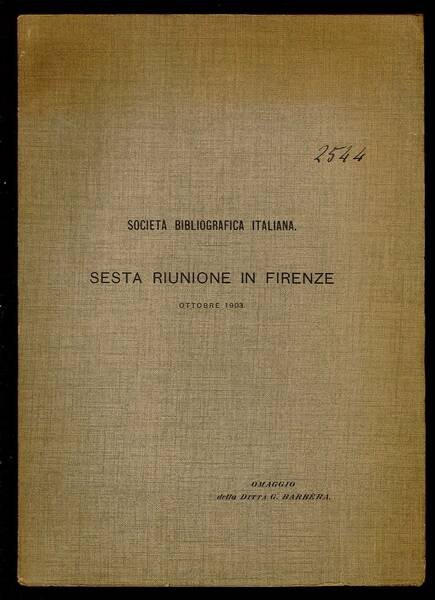 2544
SOCIETÀ BIBLIOGRAFICA ITALIANA.
SESTA RIUNIONE IN FIRENZE
OTTOBRE 1903.
OMAGGIO
della DITTA G. BARBÈRA.